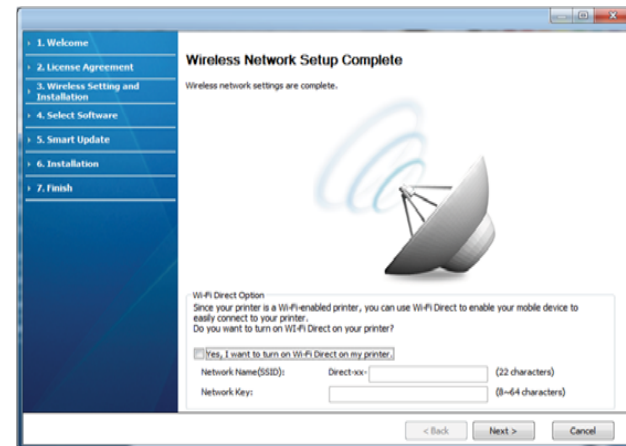 1. Welcome
2. License Agreement
3. Wireless Setting and
Installation
4. Select Software
5. Smart Update
6. Installation
7. Finish
Wireless Network Setup Complete
Wireless network settings are complete.
Wi-Fi Direct Option
Since your printer is a Wi-Fi-enabled printer, you can use Wi-Fi Direct to enable your mobile device to
easily connect to your printer.
Do you want to turn on WI-Fi Direct on your printer?
Yes, I want to turn on Wi-Fi Direct on my printer.
Network Name(SSID): Direct-xx- (22 characters)
Network Key: (8~64 characters)
< Back Next > Cancel